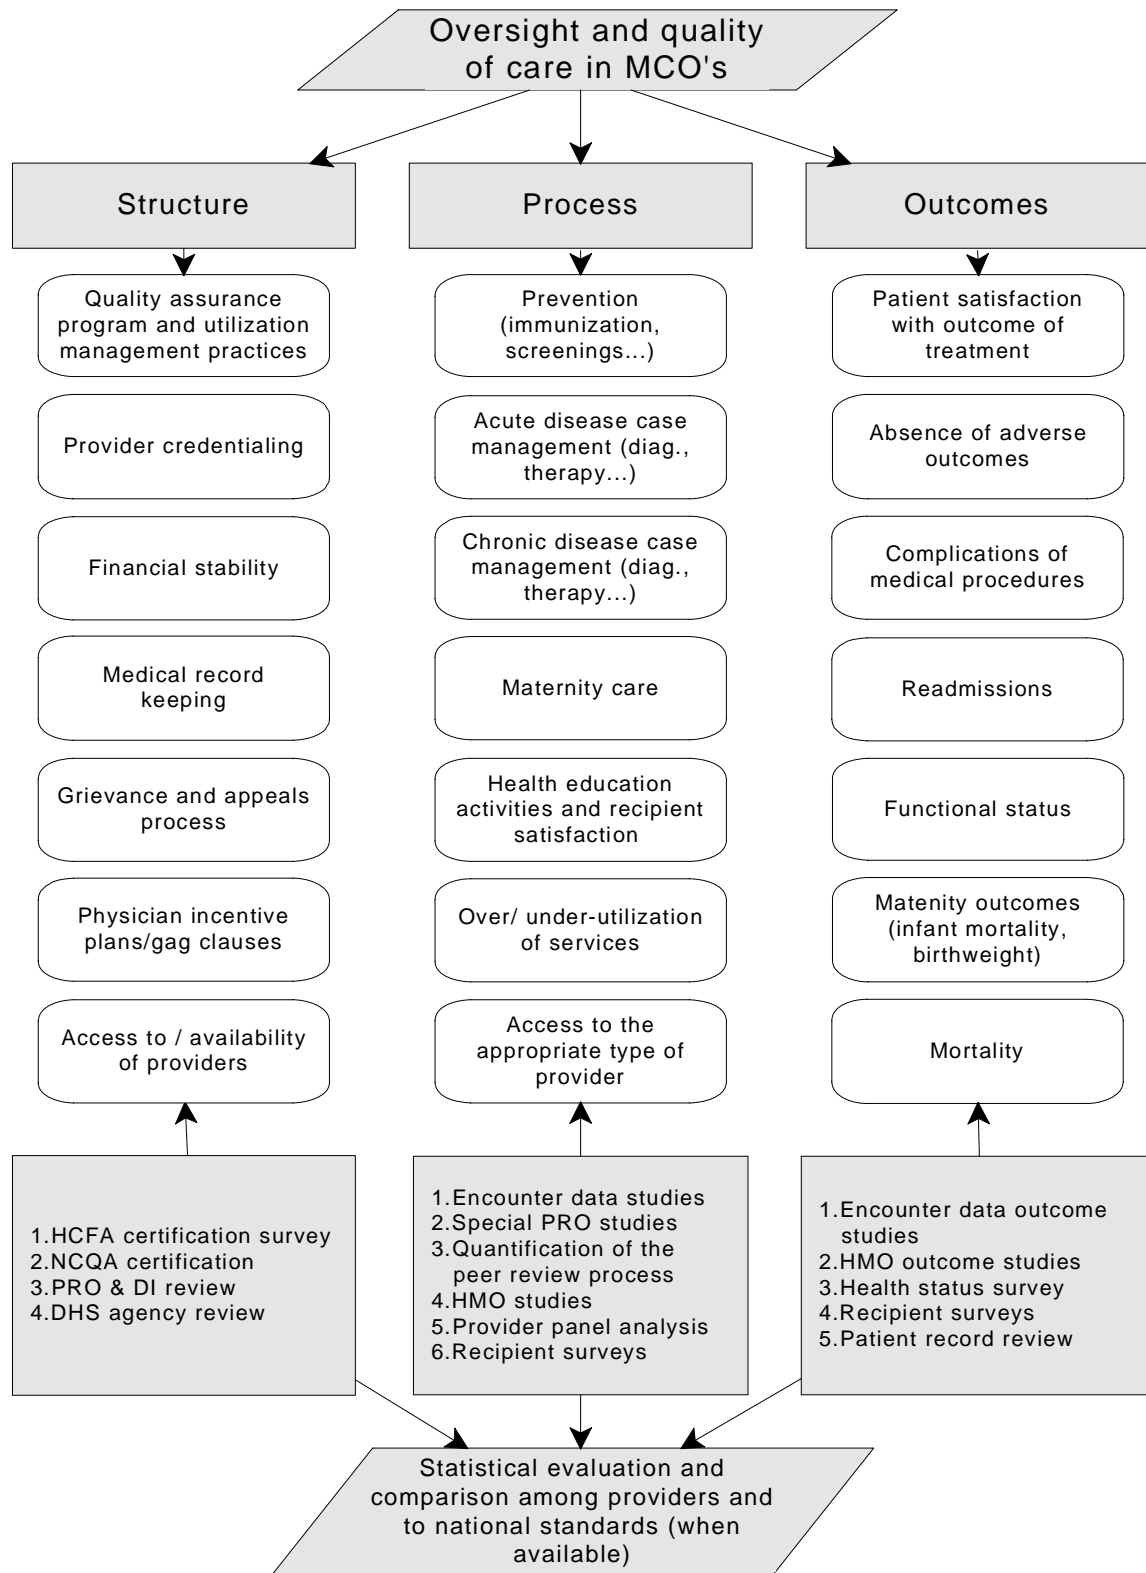 Oversight and quality
of care in MCO's
Structure
Quality assurance
program and utilization
management practices
Provider credentialing
Financial stability
Medical record
keeping
Grievance and appeals
process
Physician incentive
plans/gag clauses
Access to / availability
of providers
1.HCFA certification survey
2.NCQA certification
3.PRO & DI review
4.DHS agency review
Process
Prevention
(immunization,
screenings...)
Acute disease case
management (diag.,
therapy...)
Chronic disease case
management (diag.,
therapy...)
Maternity care
Health education
activities and recipient
satisfaction
Over/ under-utilization
of services
Access to the
appropriate type of
provider
1.Encounter data studies
2.Special PRO studies
3.Quantification of the
peer review process
4.HMO studies
5.Provider panel analysis
6.Recipient surveys
Outcomes
Patient satisfaction
with outcome of
treatment
Absence of adverse
outcomes
Complications of
medical procedures
Readmissions
Functional status
Matenity outcomes
(infant mortality,
birthweight)
Mortality
1.Encounter data outcome
studies
2.HMO outcome studies
3.Health status survey
4.Recipient surveys
5.Patient record review
Statistical evaluation and
comparison among providers and
to national standards (when
available)